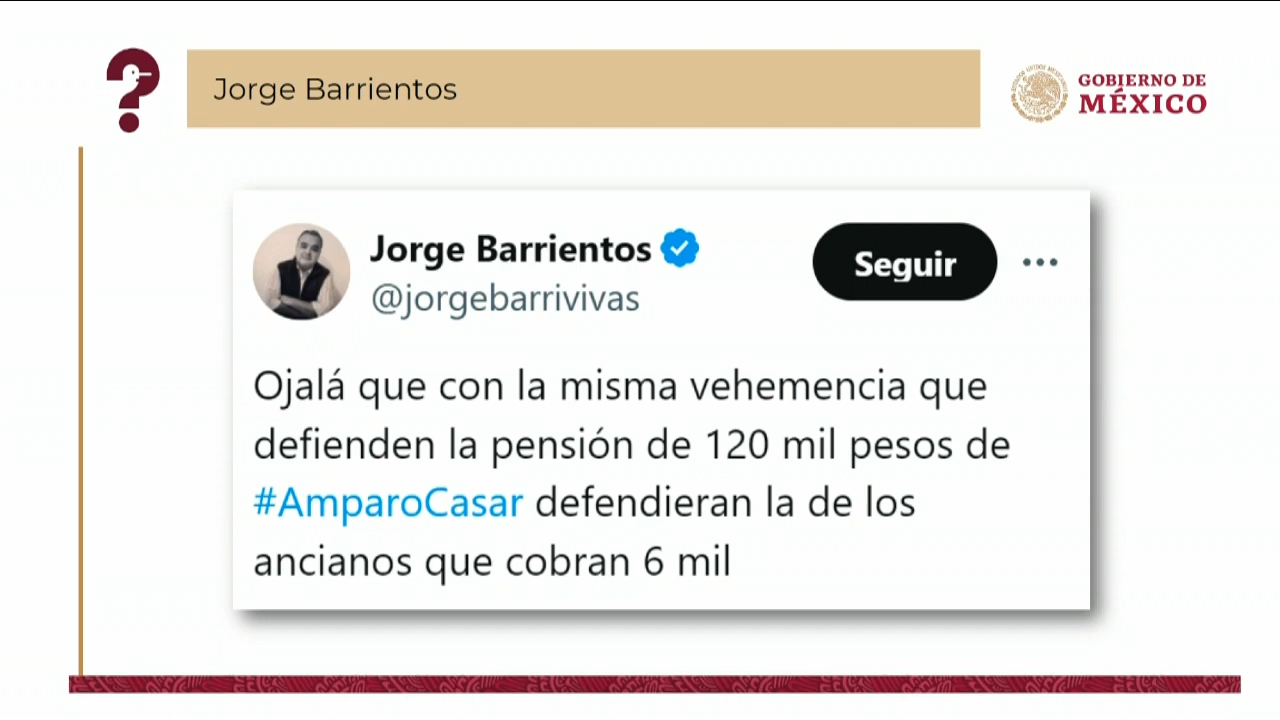 Jorge Barrientos
GOBIERNO DE
MÉXICO
Jorge Barrientos
@jorgebarrivivas
Seguir
Ojalá que con la misma vehemencia que
defienden la pensión de 120 mil pesos de
#AmparoCasar defendieran la de los
ancianos que cobran 6 mil